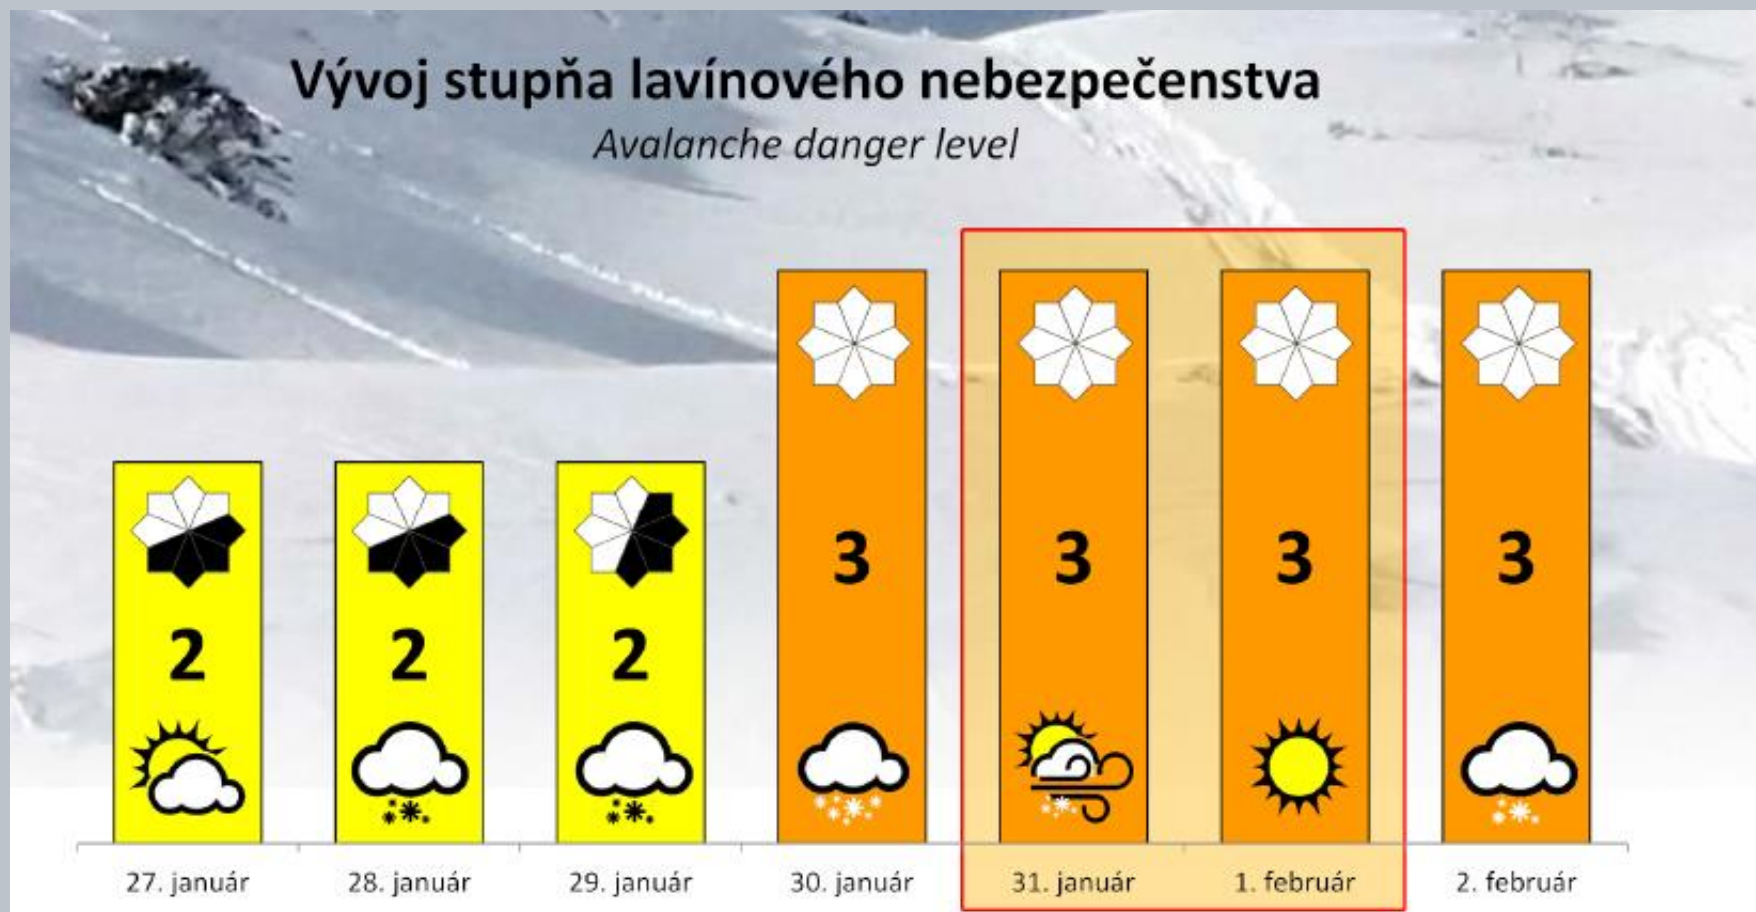 Vývoj stupňa lavínového nebezpečenstva
Avalanche danger level
3 3 3 3
2 2 2
27. január 28. január 29. január 30. január 31. január 1. február 2. február